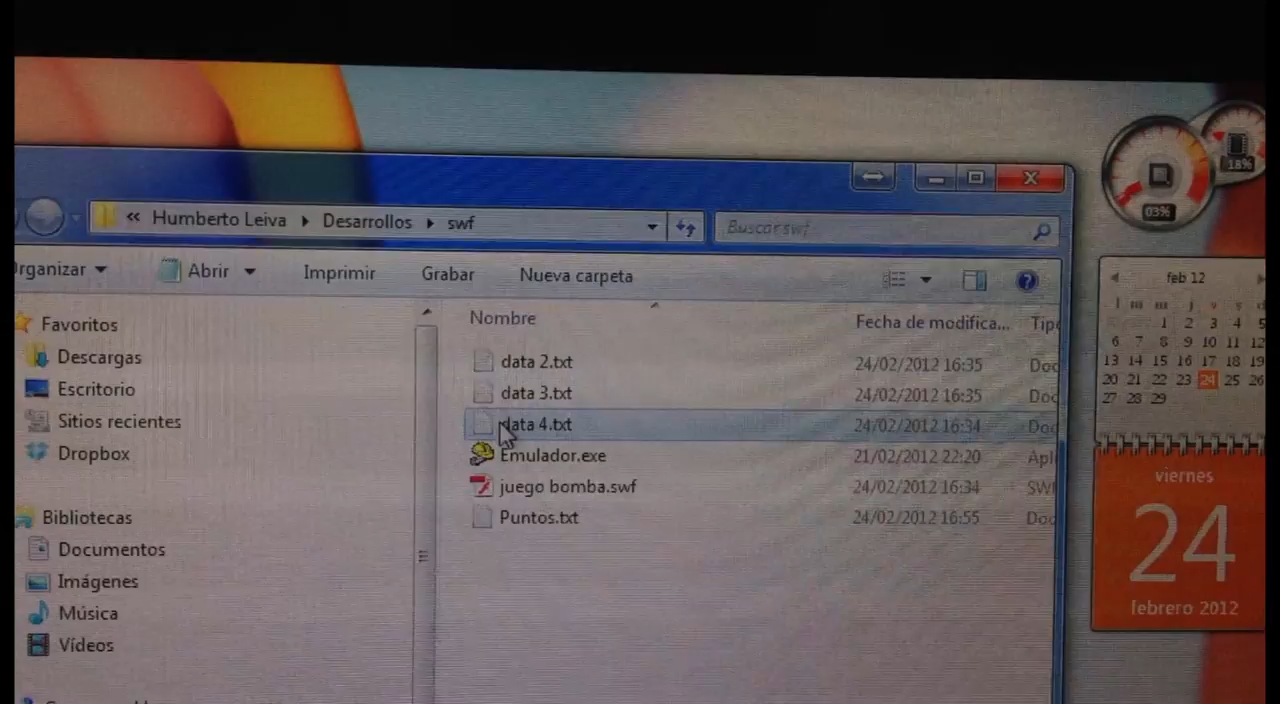 18%
03%
« Humberto Leiva ▸ Desarrollos ▸ swf
Buscar swf
Organizar Abrir Imprimir Grabar Nueva carpeta
Favoritos
Descargas
Escritorio
Sitios recientes
Dropbox
Bibliotecas
Documentos
Imágenes
Música
Vídeos
Nombre Fecha de modifica... Tipo
data 2.txt 24/02/2012 16:35 Doc
data 3.txt 24/02/2012 16:35 Doc
data 4.txt 24/02/2012 16:34 Doc
Emulador.exe 21/02/2012 22:20 Apl
juego bomba.swf 24/02/2012 16:34 SWF
Puntos.txt 24/02/2012 16:55 Doc
feb 12
l m m j v s
1 2 3 4 5
6 7 8 9 10 11 12
13 14 15 16 17 18 19
20 21 22 23 24 25 26
27 28 29
viernes
24
febrero 2012